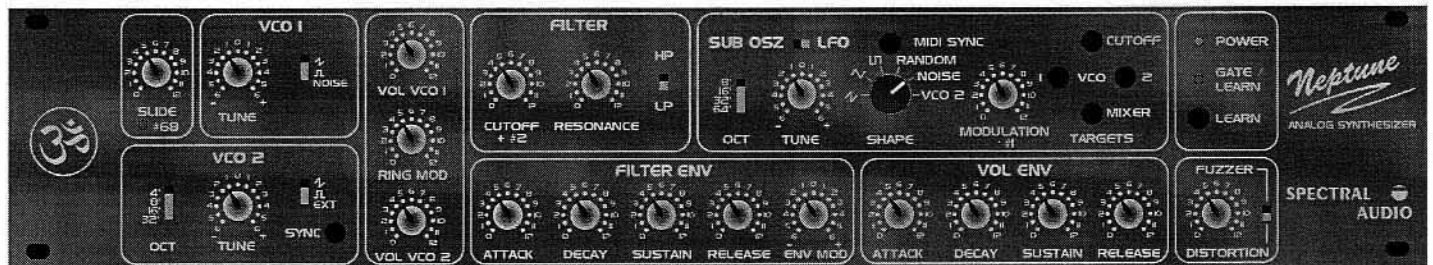 VCO 1
FILTER
SUB OSZ LFO
MIDI SYNC
CUTOFF
POWER
NOISE
SLIDE
#68
TUNE
VOL VCO 1
HP
LP
CUTOFF
+ #2
RESONANCE
OCT
TUNE
RANDOM
NOISE
VCO 2
SHAPE
MODULATION
#1
1 VCO 2
MIXER
TARGETS
GATE /
LEARN
LEARN
Neptune
ANALOG SYNTHESIZER
ॐ
VCO 2
OCT
TUNE
EXT
SYNC
RING MOD
VOL VCO 2
FILTER ENV
ATTACK DECAY SUSTAIN RELEASE ENV MOD
VOL ENV
ATTACK DECAY SUSTAIN RELEASE
FUZZER
DISTORTION
SPECTRAL
AUDIO